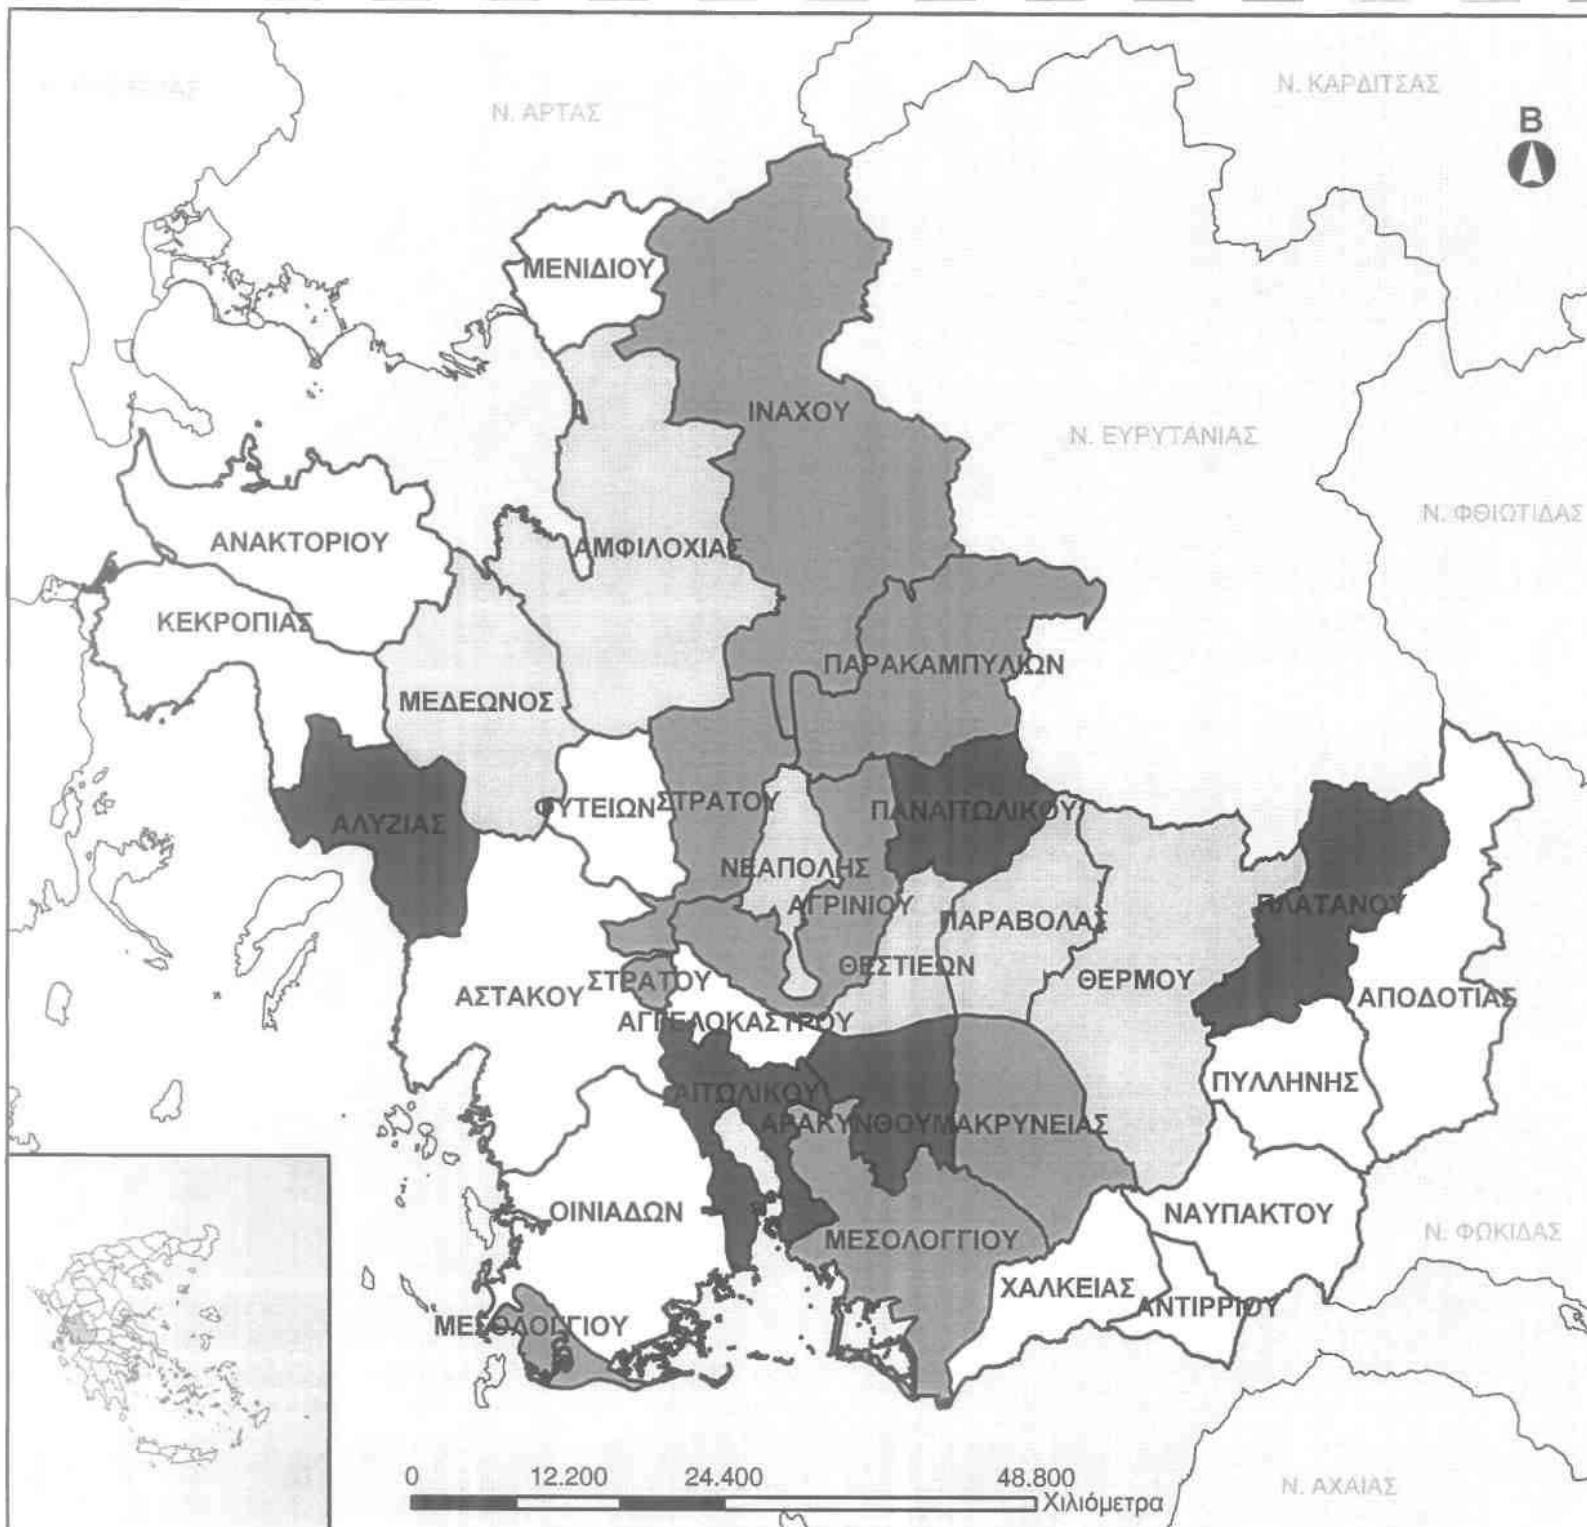 Ν. ΚΑΡΔΙΤΣΑΣ
Ν. ΑΡΤΑΣ
Β
ΜΕΝΙΔΙΟΥ
Α
ΙΝΑΧΟΥ
Ν. ΕΥΡΥΤΑΝΙΑΣ
Ν. ΦΘΙΩΤΙΔΑΣ
ΑΝΑΚΤΟΡΙΟΥ
ΑΜΦΙΛΟΧΙΑΣ
ΚΕΚΡΟΠΙΑΣ
ΠΑΡΑΚΑΜΠΥΛΙΩΝ
ΜΕΔΕΩΝΟΣ
ΦΥΤΕΙΩΝ
ΣΤΡΑΤΟΥ
ΠΑΝΑΙΤΩΛΙΚΟΥ
ΑΛΥΖΙΑΣ
ΝΕΑΠΟΛΗΣ
ΑΓΡΙΝΙΟΥ
ΠΑΡΑΒΟΛΑΣ
ΠΛΑΤΑΝΟΥ
ΘΕΣΤΙΕΩΝ
ΣΤΡΑΤΟΥ
ΘΕΡΜΟΥ
ΑΣΤΑΚΟΥ
ΑΠΟΔΟΤΙΑΣ
ΑΓΓΕΛΟΚΑΣΤΡΟΥ
ΠΥΛΛΗΝΗΣ
ΑΙΤΩΛΙΚΟΥ
ΑΡΑΚΥΝΘΟΥ
ΜΑΚΡΥΝΕΙΑΣ
ΟΙΝΙΑΔΩΝ
ΝΑΥΠΑΚΤΟΥ
Ν. ΦΩΚΙΔΑΣ
ΜΕΣΟΛΟΓΓΙΟΥ
ΧΑΛΚΕΙΑΣ
ΑΝΤΙΡΡΙΟΥ
ΜΕΣΟΛΟΓΓΙΟΥ
0 12.200 24.400 48.800
Χιλιόμετρα
Ν. ΑΧΑΙΑΣ